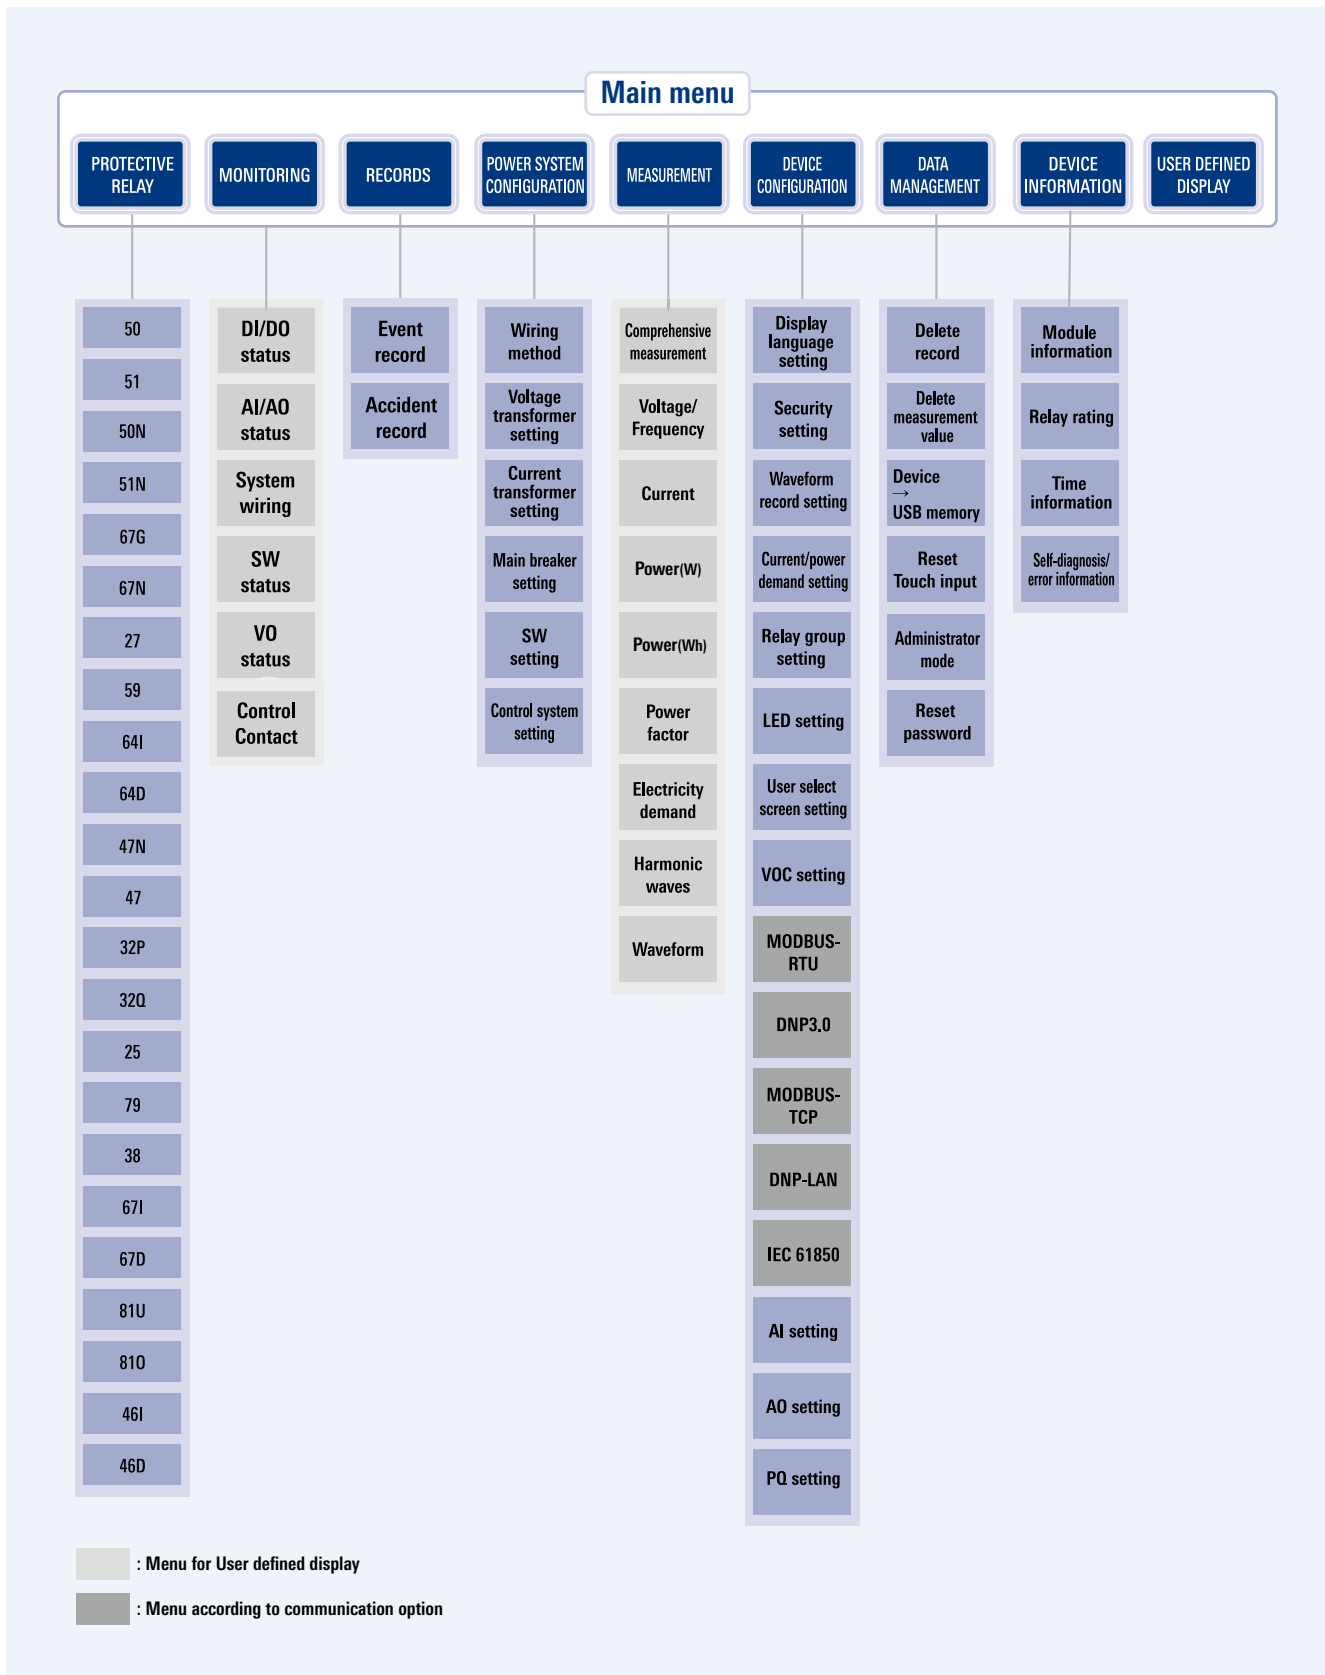 Main menu
PROTECTIVE
RELAY
MONITORING
RECORDS
POWER SYSTEM
CONFIGURATION
MEASUREMENT
DEVICE
CONFIGURATION
DATA
MANAGEMENT
DEVICE
INFORMATION
USER DEFINED
DISPLAY
50
51
50N
51N
67G
67N
27
59
64I
64D
47N
47
32P
32Q
25
79
38
67I
67D
81U
81O
46I
46D
DI/DO
status
AI/AO
status
System
wiring
SW
status
VO
status
Control
Contact
Event
record
Accident
record
Wiring
method
Voltage
transformer
setting
Current
transformer
setting
Main breaker
setting
SW
setting
Control system
setting
Comprehensive
measurement
Voltage/
Frequency
Current
Power(W)
Power(Wh)
Power
factor
Electricity
demand
Harmonic
waves
Waveform
Display
language
setting
Security
setting
Waveform
record setting
Current/power
demand setting
Relay group
setting
LED setting
User select
screen setting
VOC setting
MODBUS-
RTU
DNP3.0
MODBUS-
TCP
DNP-LAN
IEC 61850
AI setting
AO setting
PQ setting
Delete
record
Delete
measurement
value
Device
→
USB memory
Reset
Touch input
Administrator
mode
Reset
password
Module
information
Relay rating
Time
information
Self-diagnosis/
error information
: Menu for User defined display
: Menu according to communication option